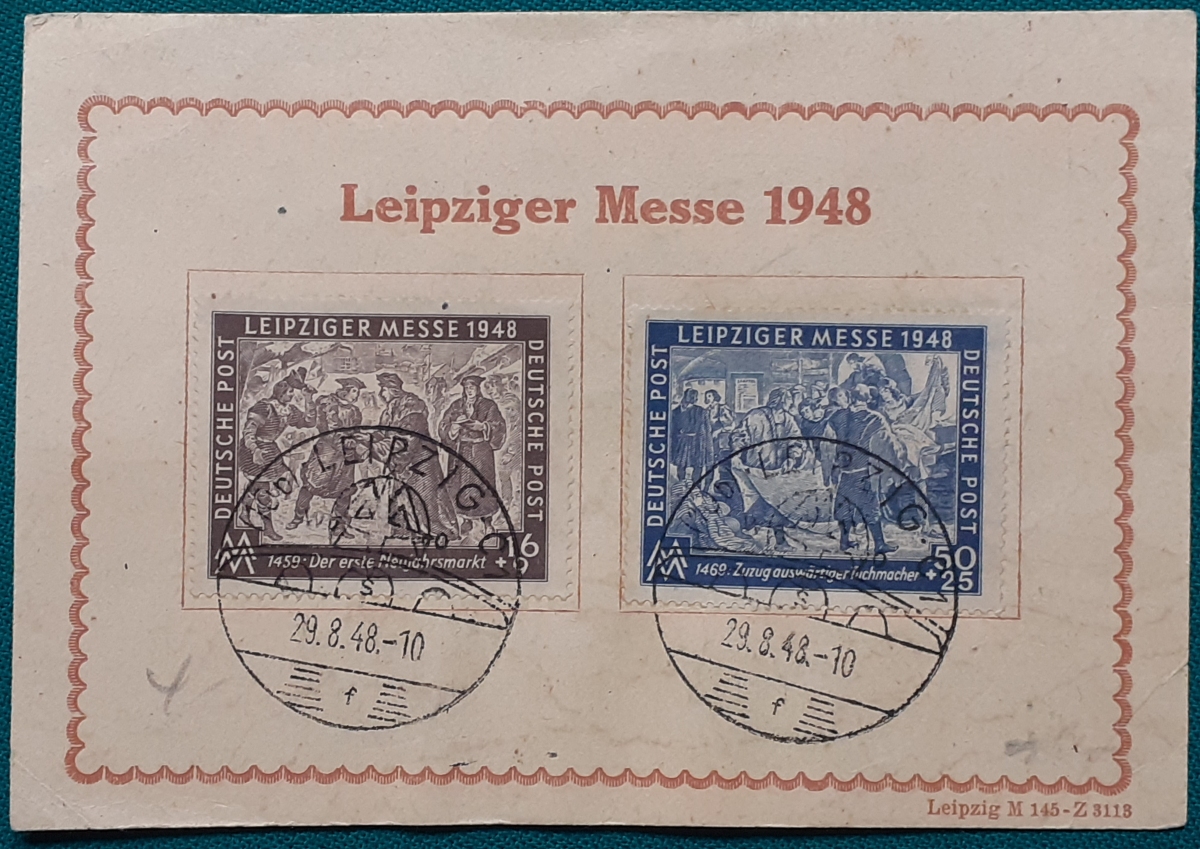 Leipziger Messe 1948
LEIPZIGER MESSE 1948
DEUTSCHE POST
DEUTSCHE POST
1459: Der erste Neujahrsmarkt
16
+ 9
LEIPZIGER MESSE 1948
DEUTSCHE POST
DEUTSCHE POST
1469: Zuzug auswärtiger Tuchmacher
50
+ 25
LEIPZIG
S
29.8.48.-10
f
LEIPZIG
S
29.8.48.-10
f
Leipzig M 145-Z 3113